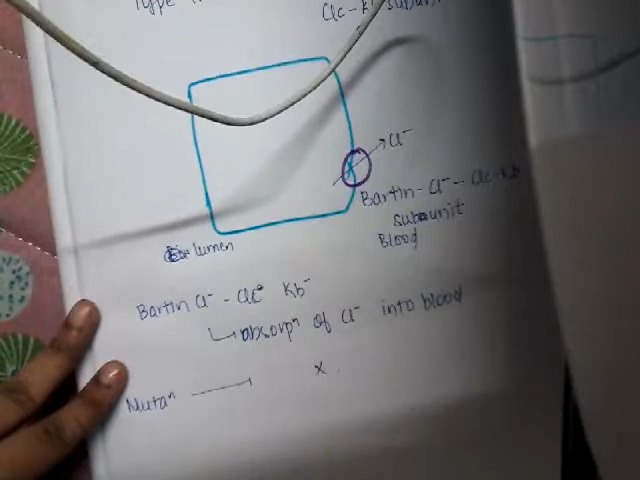 Type
Clc-K subunit
Cl⁻
Bartin - Cl⁻ - Clc-Kb
subunit
Blood
lumen
Bartin Cl⁻ - Clc Kb⁻
↳ absorpⁿ of Cl⁻ into blood
Mutaⁿ x